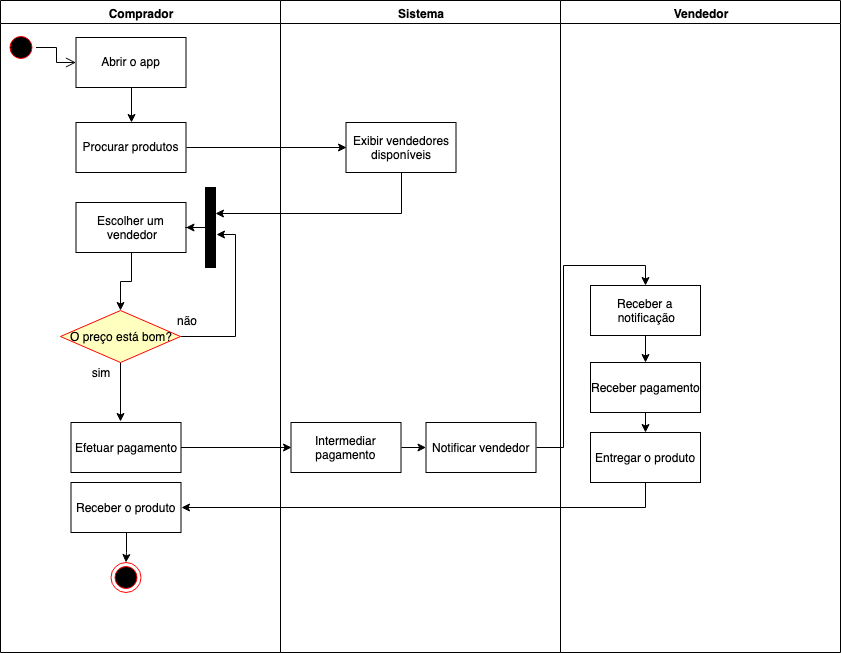 Comprador
Sistema
Vendedor
Abrir o app
Procurar produtos
Exibir vendedores
disponíveis
Escolher um
vendedor
não
O preço está bom?
sim
Receber a
notificação
Receber pagamento
Efetuar pagamento
Intermediar
pagamento
Notificar vendedor
Entregar o produto
Receber o produto